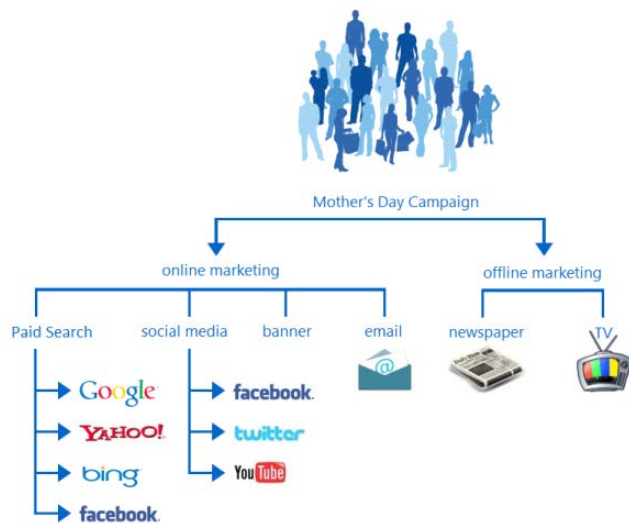 Mother's Day Campaign
online marketing
offline marketing
Paid Search
social media
banner
email
newspaper
TV
Google
YAHOO!
bing
facebook.
facebook.
twitter
YouTube
@